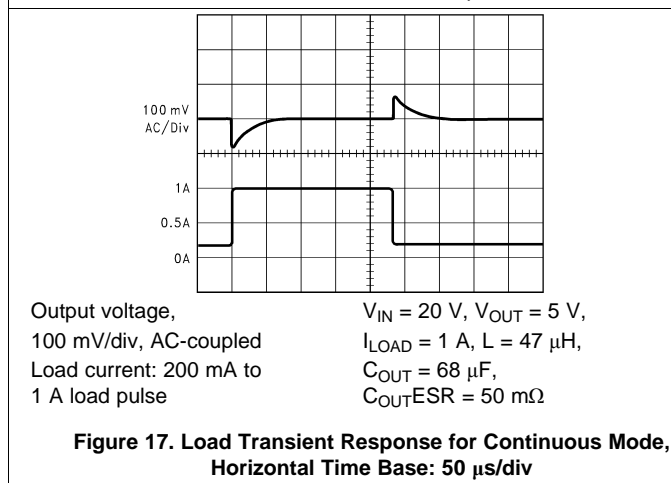 100 mV
AC/Div
1A
0.5A
0A
Output voltage,
100 mV/div, AC-coupled
Load current: 200 mA to
1 A load pulse
V_IN = 20 V, V_OUT = 5 V,
I_LOAD = 1 A, L = 47 μH,
C_OUT = 68 μF,
C_OUTESR = 50 mΩ
Figure 17. Load Transient Response for Continuous Mode,
Horizontal Time Base: 50 μs/div